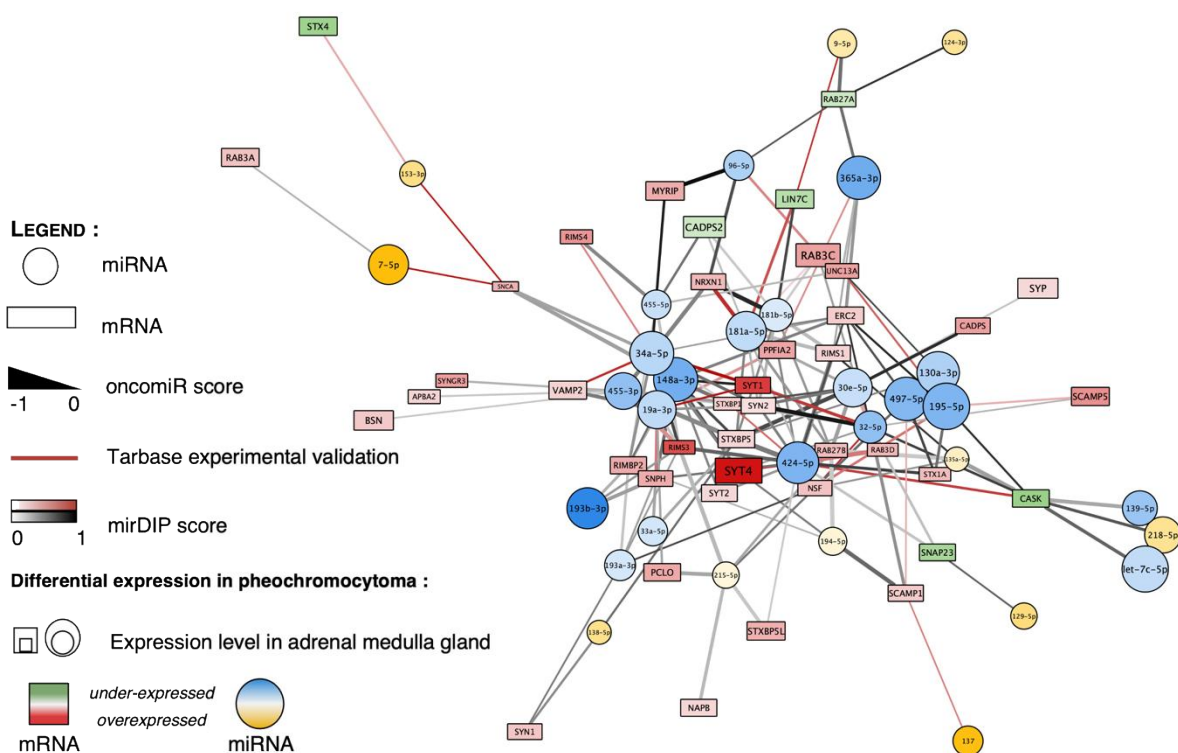 STX4
9-5p
124-3p
RAB27A
RAB3A
153-3p
96-5p
365a-3p
MYRIP
LIN7C
LEGEND :
CADPS2
miRNA
RIMS4
7-5p
RAB3C
UNC13A
SNCA
NRXN1
SYP
mRNA
455-5p
181b-5p
ERC2
CADPS
181a-5p
34a-5p
PPFIA2
RIMS1
oncomiR score
-1 0
SYNGR3
148a-3p
SYT1
130a-3p
APBA2
VAMP2
455-3p
30e-5p
497-5p
195-5p
SCAMP5
STXBP1
SYN2
BSN
19a-3p
32-5p
Tarbase experimental validation
STXBP5
RIMS3
RAB27B
RAB3D
RIMBP2
SYT4
424-5p
135a-5p
SNPH
STX1A
NSF
mirDIP score
0 1
SYT2
CASK
193b-3p
139-5p
33a-5p
194-5p
218-5p
SNAP23
193a-3p
let-7c-5p
PCLO
215-5p
Differential expression in pheochromocytoma :
SCAMP1
129-5p
138-5p
STXBP5L
Expression level in adrenal medulla gland
NAPB
under-expressed
overexpressed
SYN1
137
mRNA
miRNA